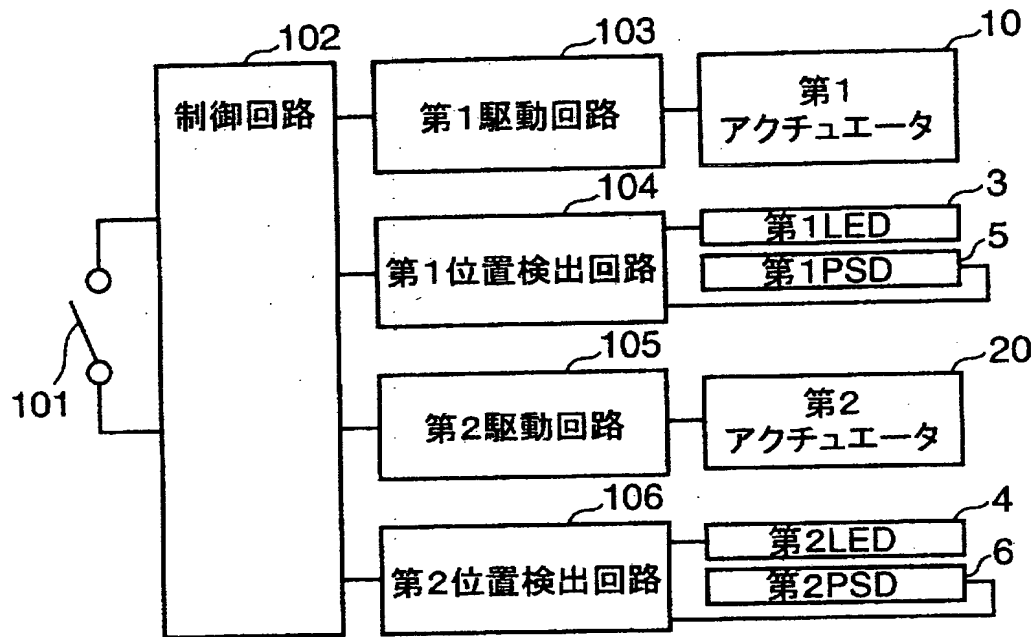 102
103
10
制御回路
第1駆動回路
第1
アクチュエータ
104
3
第1LED
5
第1位置検出回路
第1PSD
101
105
20
第2駆動回路
第2
アクチュエータ
106
4
第2LED
6
第2位置検出回路
第2PSD